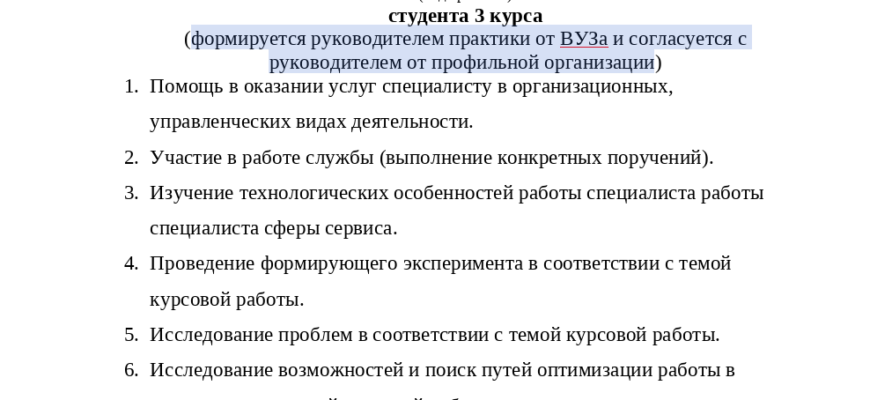 студента 3 курса
(формируется руководителем практики от ВУЗа и согласуется с
руководителем от профильной организации)
1. Помощь в оказании услуг специалисту в организационных,
управленческих видах деятельности.
2. Участие в работе службы (выполнение конкретных поручений).
3. Изучение технологических особенностей работы специалиста работы
специалиста сферы сервиса.
4. Проведение формирующего эксперимента в соответствии с темой
курсовой работы.
5. Исследование проблем в соответствии с темой курсовой работы.
6. Исследование возможностей и поиск путей оптимизации работы в